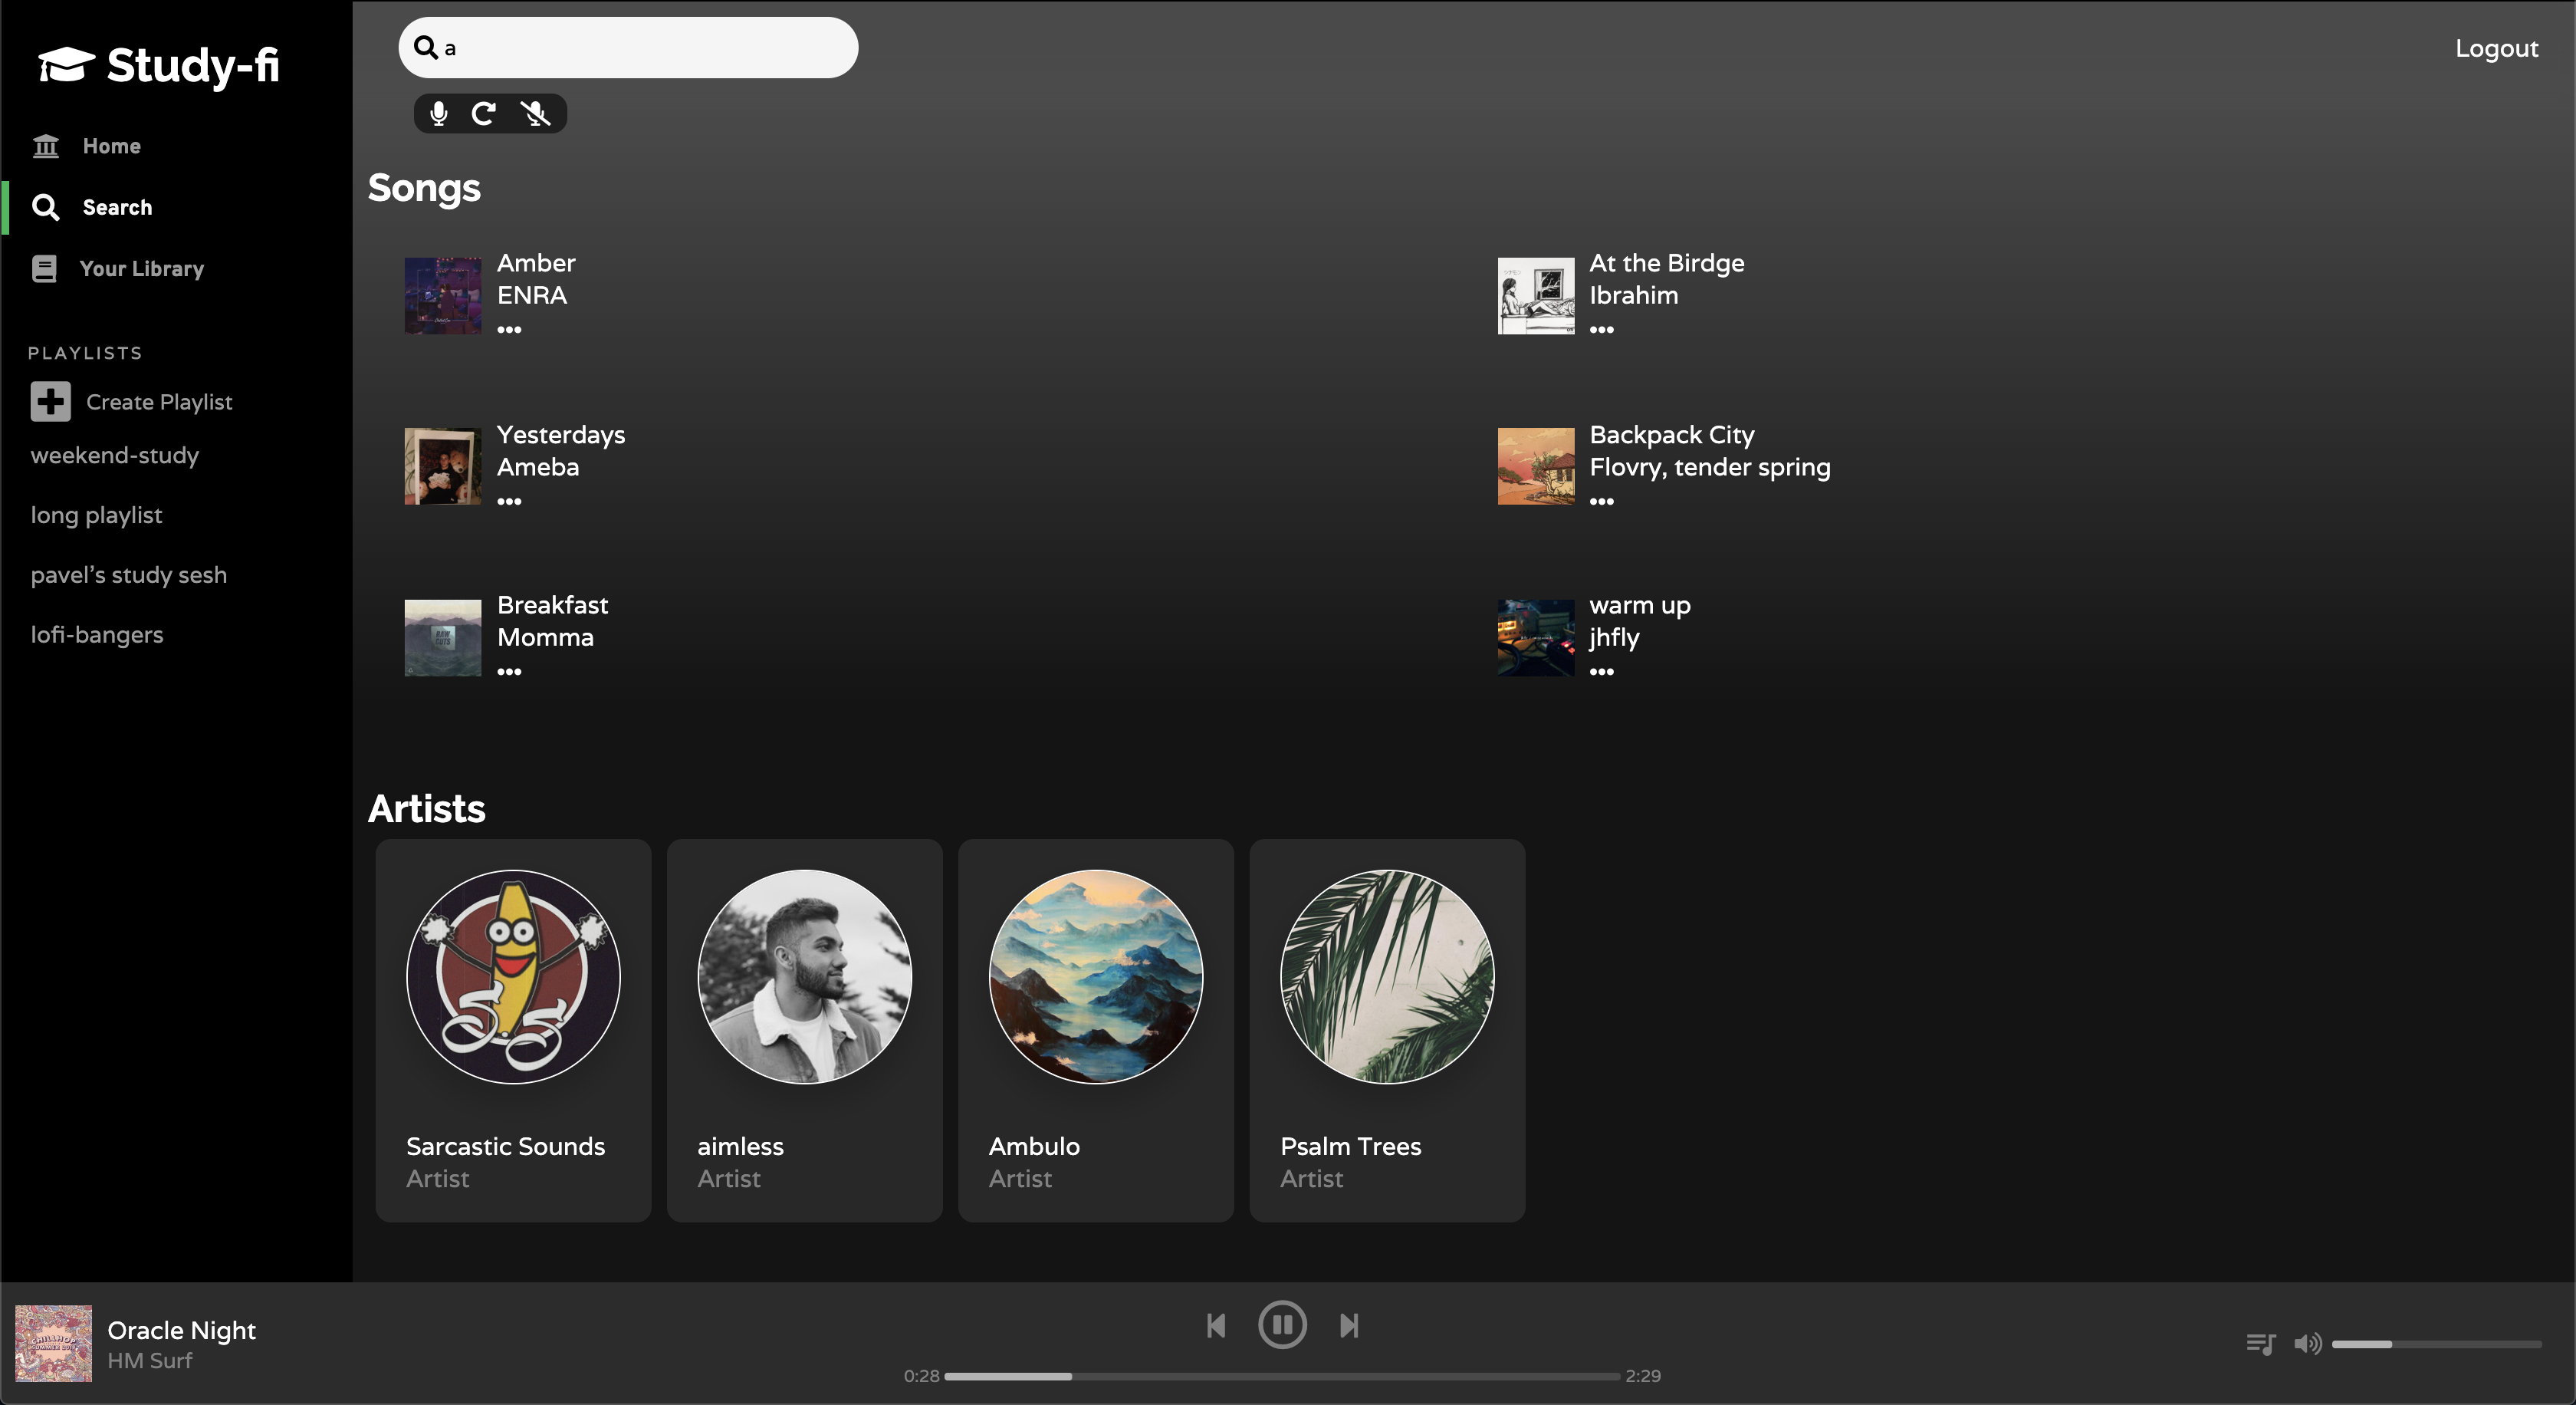 Study-fi
Home
Search
Your Library
PLAYLISTS
Create Playlist
weekend-study
long playlist
pavel's study sesh
lofi-bangers
a
Logout
Songs
Amber
ENRA
At the Birdge
Ibrahim
Yesterdays
Ameba
Backpack City
Flovry, tender spring
Breakfast
Momma
RAW
CUTS
warm up
jhfly
Artists
Sarcastic Sounds
Artist
aimless
Artist
Ambulo
Artist
Psalm Trees
Artist
CHILLHOP
Oracle Night
HM Surf
0:28
2:29